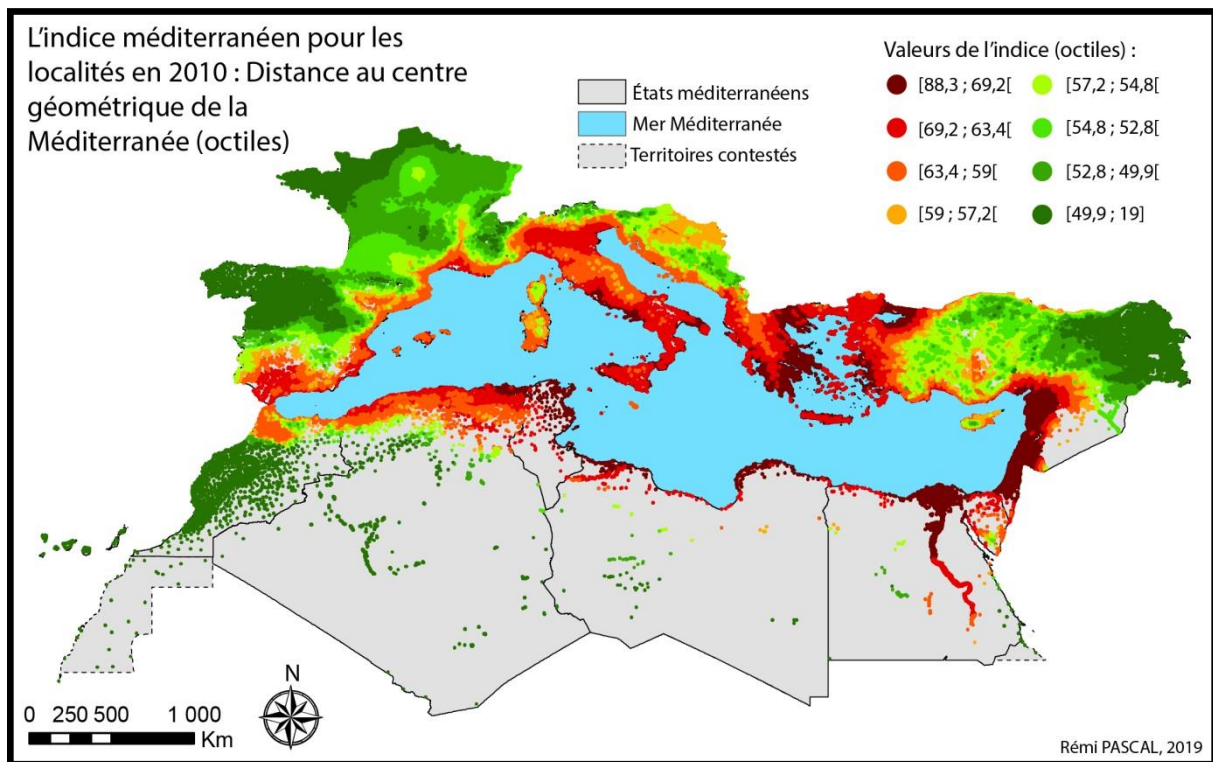 L'indice méditerranéen pour les
localités en 2010 : Distance au centre
géométrique de la
Méditerranée (octiles)
États méditerranéens
Mer Méditerranée
Territoires contestés
Valeurs de l'indice (octiles) :
[88,3 ; 69,2[
[57,2 ; 54,8[
[69,2 ; 63,4[
[54,8 ; 52,8[
[63,4 ; 59[
[52,8 ; 49,9[
[59 ; 57,2[
[49,9 ; 19]
N
0 250 500 1 000
Km
Rémi PASCAL, 2019